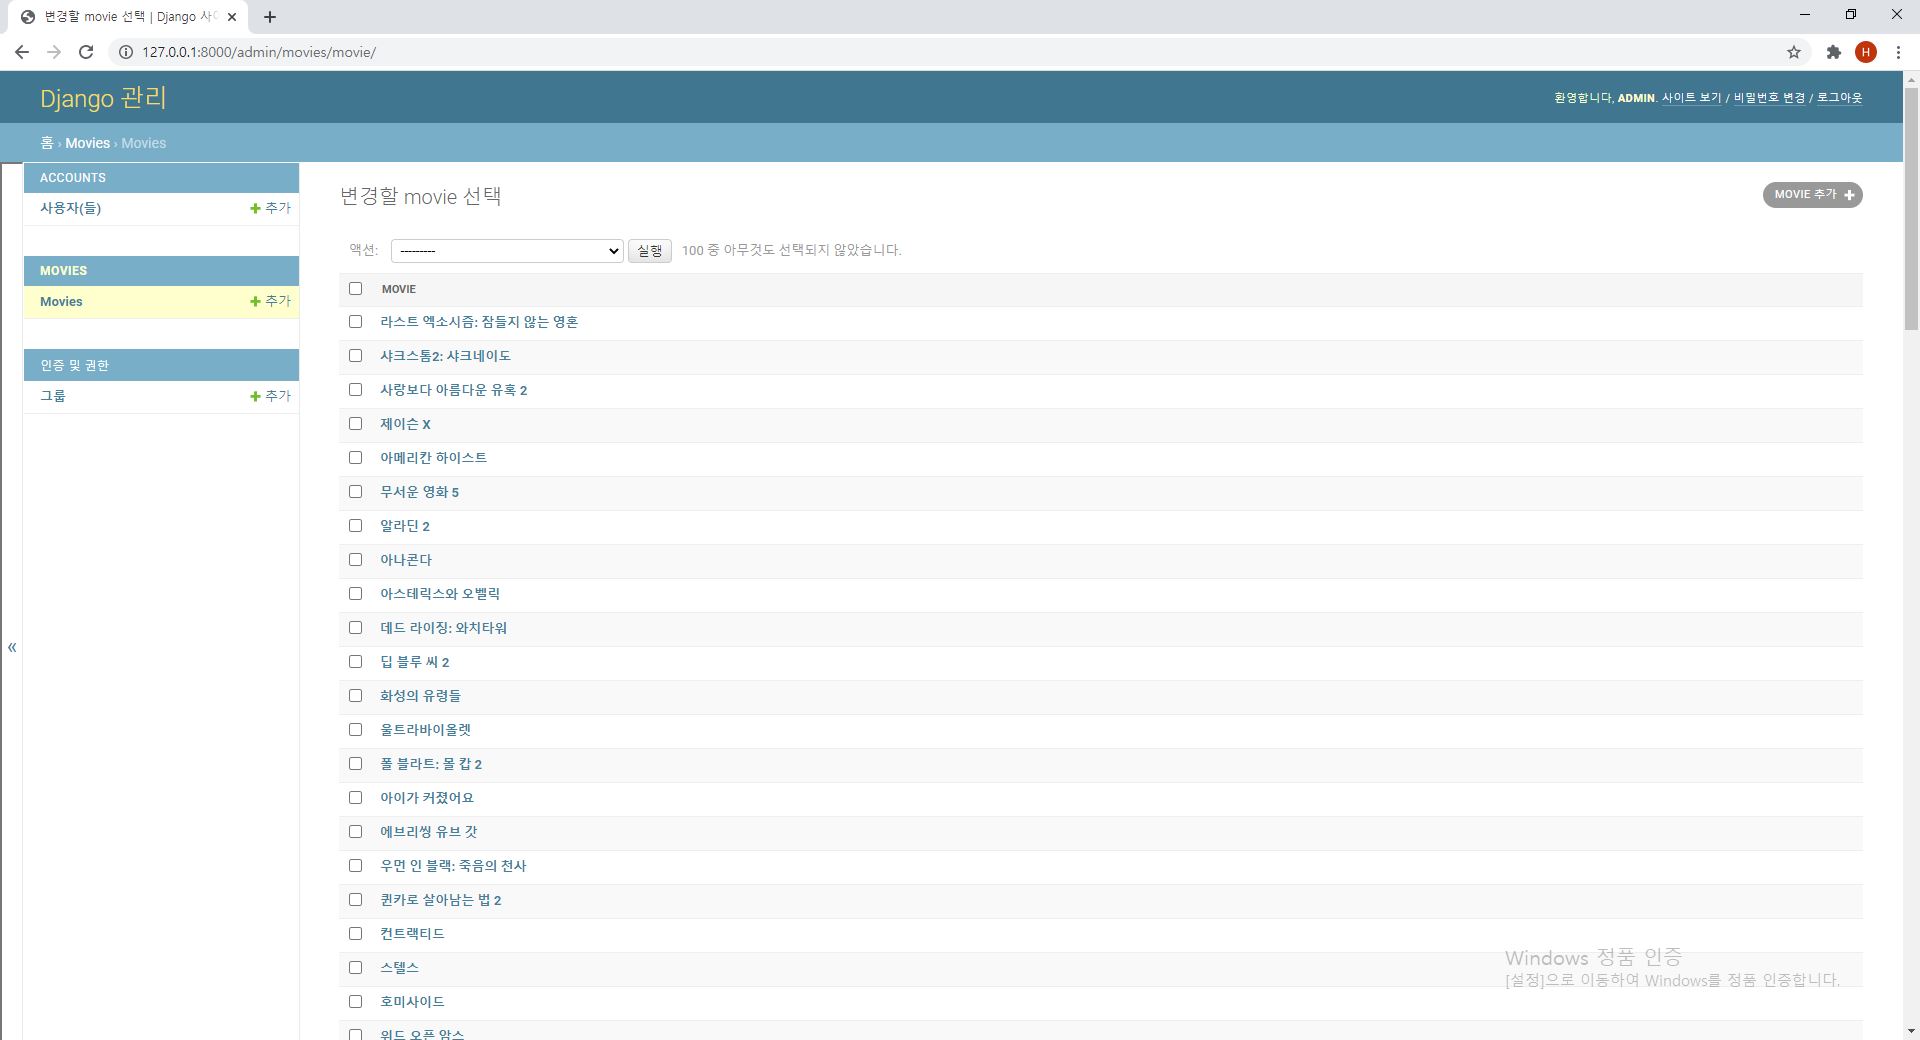 변경할 movie 선택 | Django 사이
127.0.0.1:8000/admin/movies/movie/
H
Django 관리
환영합니다, ADMIN. 사이트 보기 / 비밀번호 변경 / 로그아웃
홈 › Movies › Movies
ACCOUNTS
사용자(들)
추가
MOVIES
Movies
추가
인증 및 권한
그룹
추가
«
변경할 movie 선택
MOVIE 추가
액션: --------- 실행 100 중 아무것도 선택되지 않았습니다.
MOVIE
라스트 엑소시즘: 잠들지 않는 영혼
샤크스톰2: 샤크네이도
사랑보다 아름다운 유혹 2
제이슨 X
아메리칸 하이스트
무서운 영화 5
알라딘 2
아나콘다
아스테릭스와 오벨릭
데드 라이징: 와치타워
딥 블루 씨 2
화성의 유령들
울트라바이올렛
폴 블라트: 몰 캅 2
아이가 커졌어요
에브리씽 유브 갓
우먼 인 블랙: 죽음의 천사
퀸카로 살아남는 법 2
컨트랙티드
스텔스
호미사이드
위드 오픈 암스
Windows 정품 인증
[설정]으로 이동하여 Windows를 정품 인증합니다.